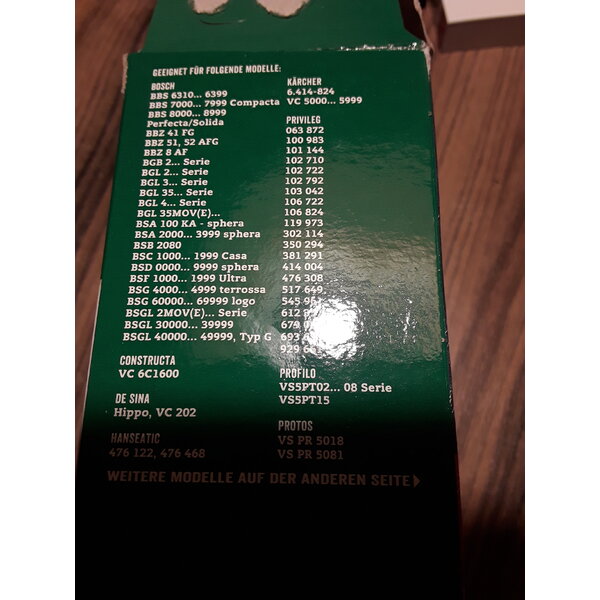 GEEIGNET FÜR FOLGENDE MODELLE:
BOSCH
BBS 6310... 6399
BBS 7000... 7999 Compacta
BBS 8000... 8999
Perfecta/Solida
BBZ 41 FG
BBZ 51, 52 AFG
BBZ 8 AF
BGB 2... Serie
BGL 2... Serie
BGL 3... Serie
BGL 35... Serie
BGL 4... Serie
BGL 35MOV(E)...
BSA 100 KA - sphera
BSA 2000... 3999 sphera
BSB 2080
BSC 1000... 1999 Casa
BSD 0000... 9999 sphera
BSF 1000... 1999 Ultra
BSG 4000... 4999 terrossa
BSG 60000... 69999 logo
BSGL 2MOV(E)... Serie
BSGL 30000... 39999
BSGL 40000... 49999, Typ G
CONSTRUCTA
VC 6C1600
DE SINA
Hippo, VC 202
HANSEATIC
476 122, 476 468
KÄRCHER
6.414-824
VC 5000... 5999
PRIVILEG
063 872
100 983
101 144
102 710
102 722
102 792
103 042
106 722
106 824
119 973
302 114
350 294
381 291
414 004
476 308
517 649
545
612
679
693
929
PROFILO
VS5PT02... 08 Serie
VS5PT15
PROTOS
VS PR 5018
VS PR 5081
WEITERE MODELLE AUF DER ANDEREN SEITE